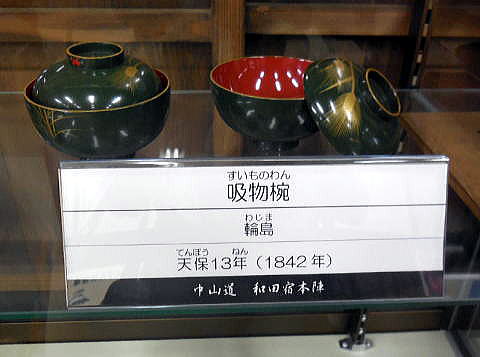 すいものわん
吸物椀
わじま
輪島
てんぽう ねん
天保13年（1842年）
中山道 和田宿本陣